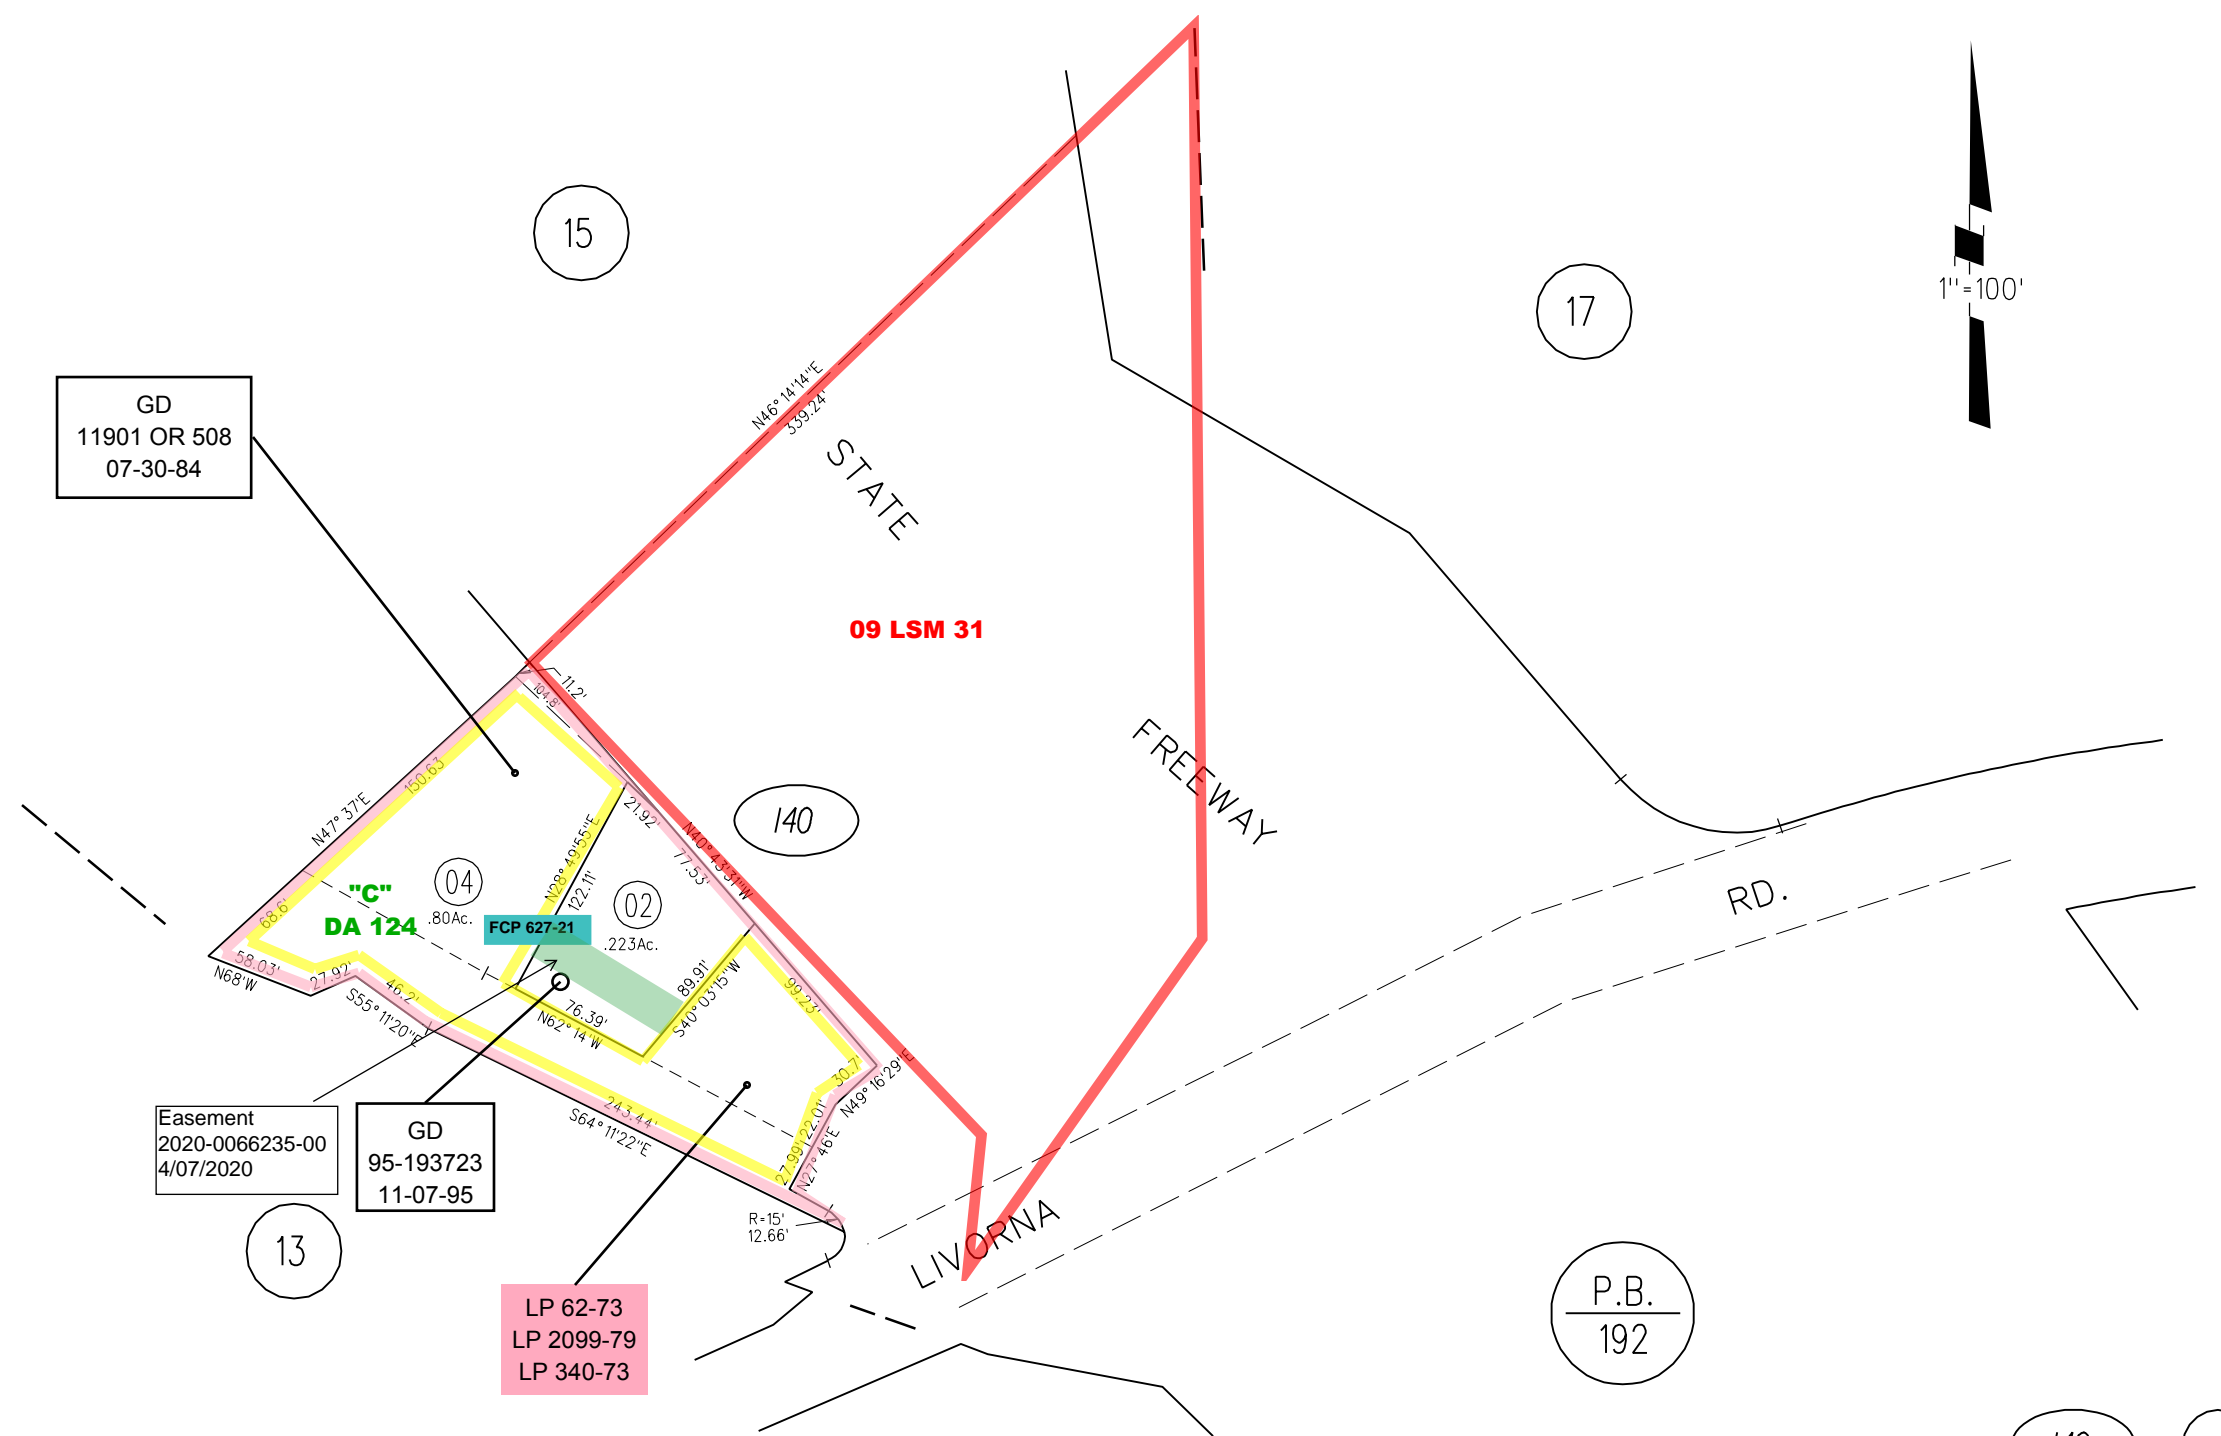 15
17
1"=100'
GD
11901 OR 508
07-30-84
N46°14'14"E
339.24'
STATE
09 LSM 31
FREEWAY
11.2'
104.8'
150.63
N47°37'E
21.92'
N40°43'31"W
77.53'
140
N28°49'55"E
122.11'
04
.80Ac.
02
.223Ac.
"C"
DA 124
FCP 627-21
68.6'
58.03'
N68'W
27.92'
46.2'
S55°11'20"E
76.39'
N62°14'W
89.91'
S40°03'15"W
99.23'
30.7'
N49°16'29"E
22.01'
27.99'
N27°46'E
243.44'
S64°11'22"E
R=15'
12.66'
RD.
LIVORNA
Easement
2020-0066235-00
4/07/2020
GD
95-193723
11-07-95
13
LP 62-73
LP 2099-79
LP 340-73
P.B.
192